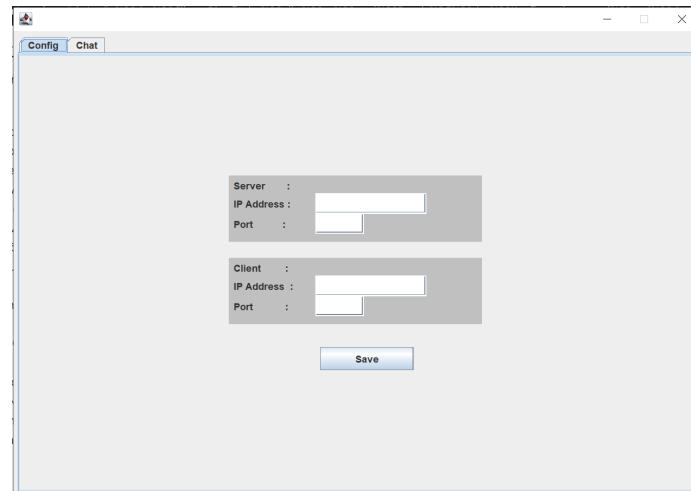 Config Chat
Server :
IP Address :
Port :
Client :
IP Address :
Port :
Save